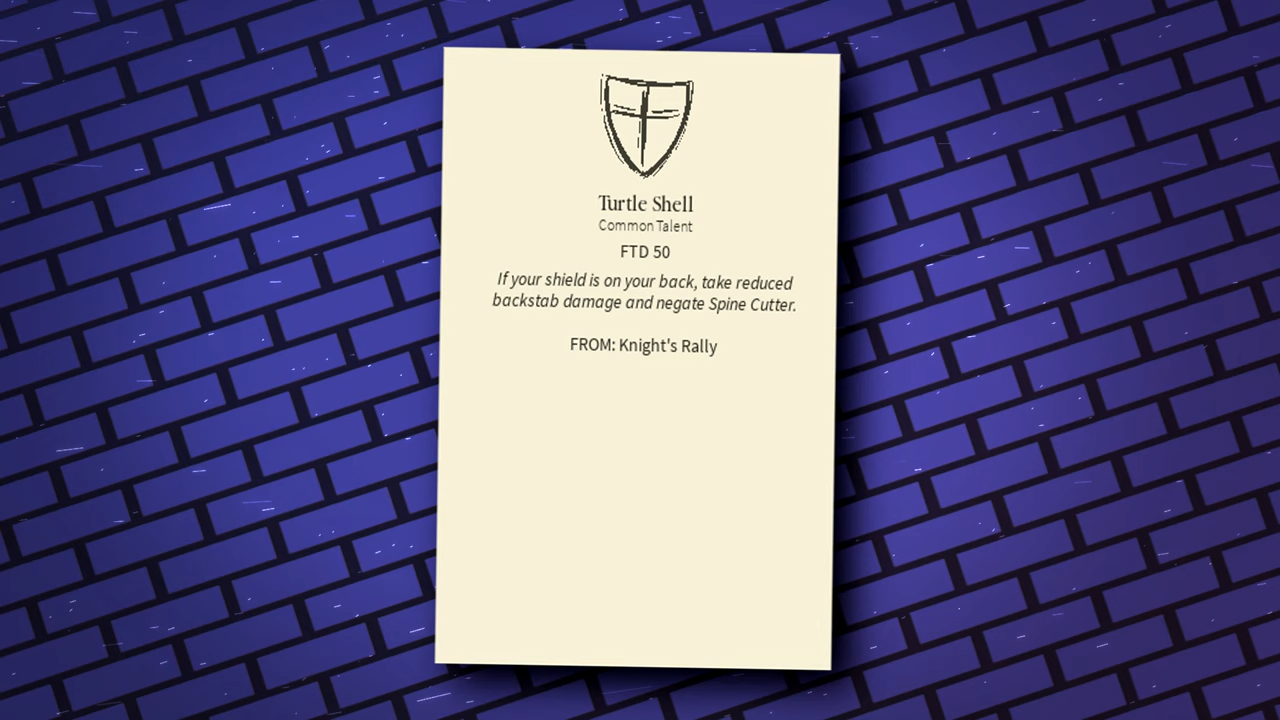 Turtle Shell
Common Talent
FTD 50
If your shield is on your back, take reduced
backstab damage and negate Spine Cutter.
FROM: Knight's Rally